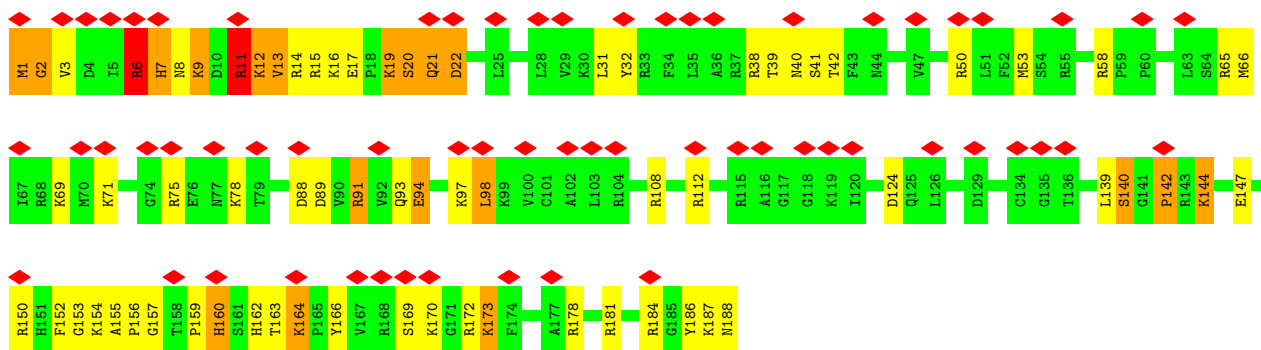 M1 G2 V3 D4 I5 R6 H7 N8 K9 D10 R11 K12 V13 R14 R15 K16 E17 P18 K19 S20 Q21 D22 L25 L28 V29 K30 L31 Y32 R33 F34 L35 A36 R37 R38 T39 N40 S41 T42 F43 N44 V47 R50 L51 F52 M53 S54 R55 R58 P59 P60 L63 S64 R65 M66
I67 R68 K69 M70 K71 G74 R75 E76 N77 K78 T79 D88 D89 V90 R91 V92 Q93 E94 K97 L98 K99 V100 C101 A102 L103 R104 R108 R112 R115 A116 G117 G118 K119 I120 D124 Q125 L126 D129 C134 G135 T136 L139 S140 G141 P142 R143 K144 E147
R150 H151 F152 G153 K154 A155 P156 G157 T158 P159 H160 S161 H162 T163 K164 P165 Y166 V167 R168 S169 K170 G171 R172 K173 F174 A177 R178 R181 R184 G185 Y186 K187 N188